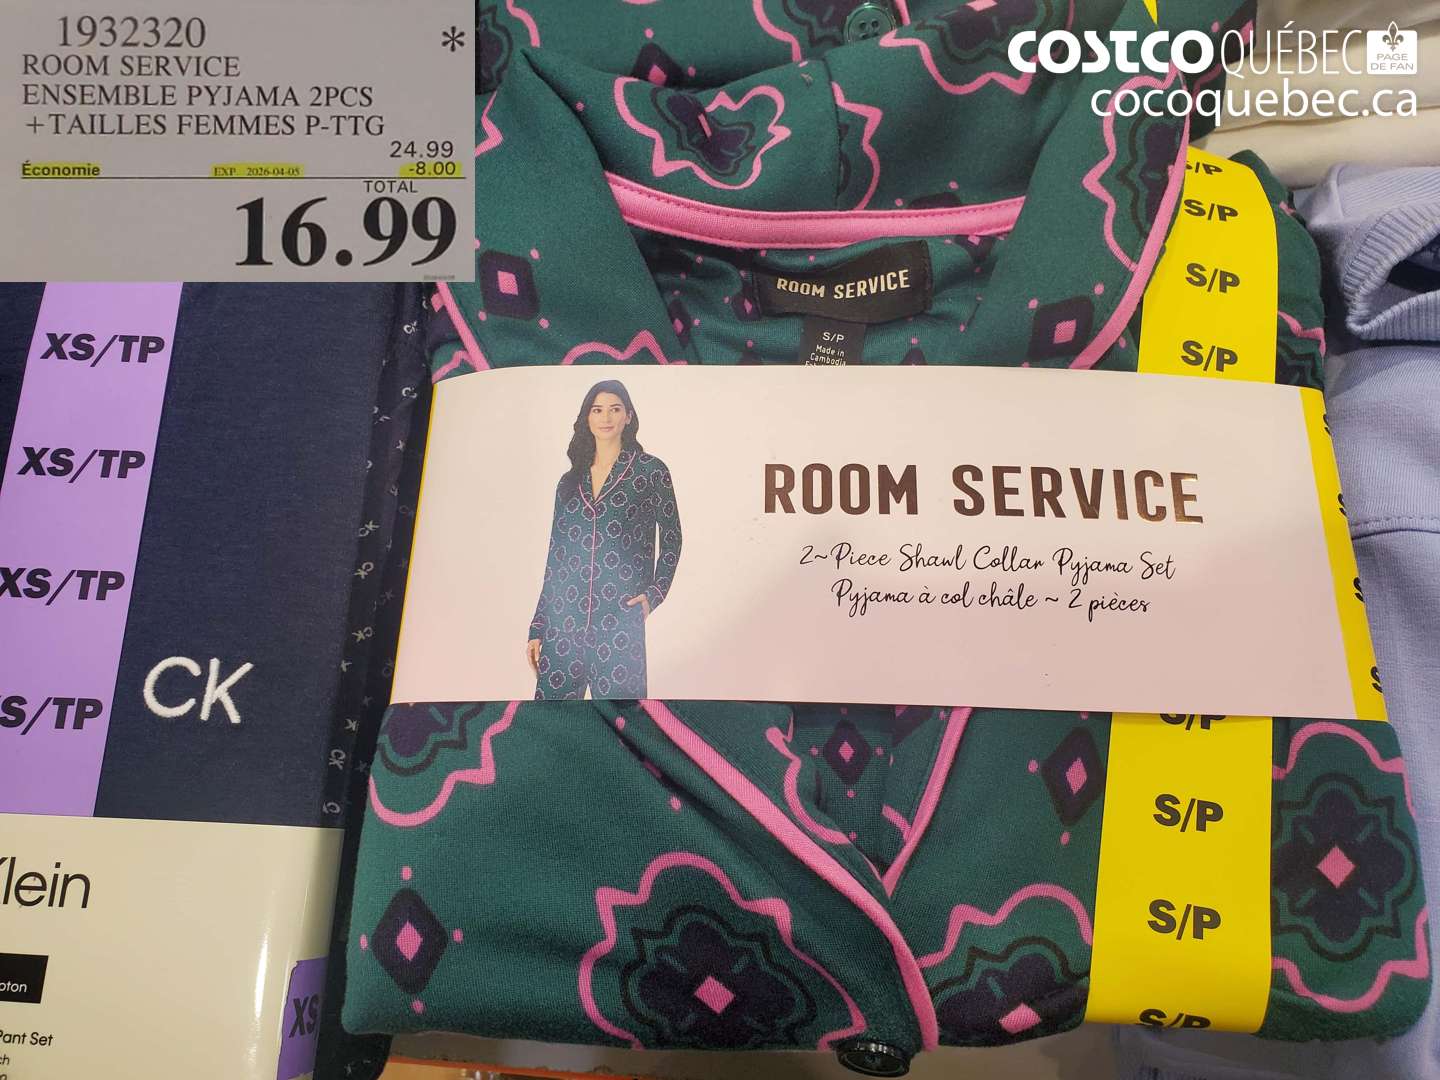 1932320 *
ROOM SERVICE
ENSEMBLE PYJAMA 2PCS
+TAILLES FEMMES P-TTG
24.99
Économie EXP. 2026-04-05 -8.00
TOTAL
16.99
COSTCO QUÉBEC PAGE DE FAN
cocoquebec.ca
XS/TP
XS/TP
XS/TP
S/TP
CK
Klein
Pant Set
XS
ROOM SERVICE
S/P
Made in
Cambodia
S/P
S/P
S/P
S/P
ROOM SERVICE
2~Piece Shawl Collar Pyjama Set
Pyjama à col châle ~ 2 pièces
S/P
S/P
S/P
S/P